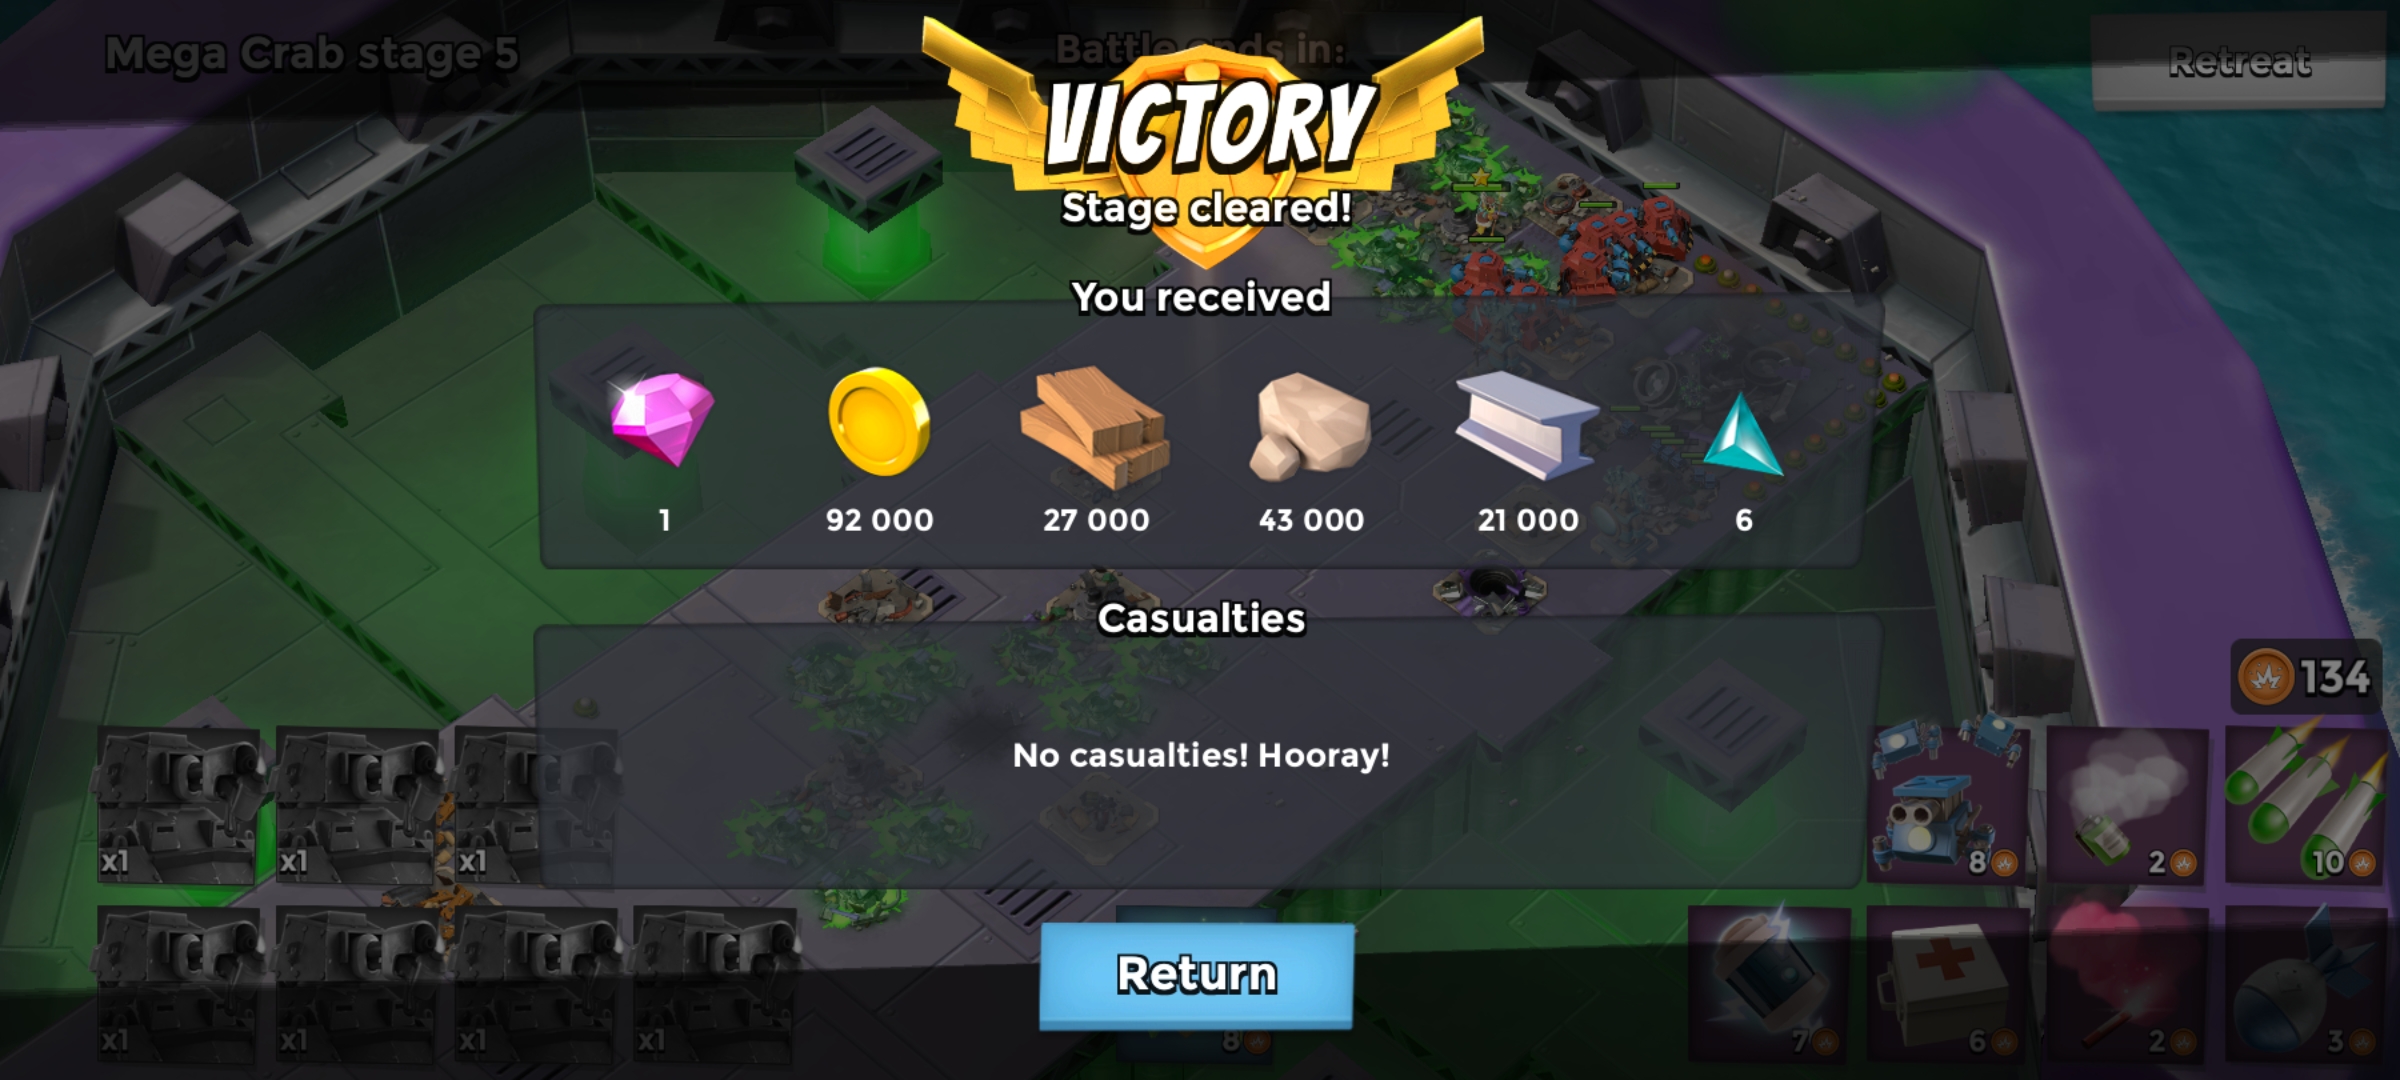 Mega Crab stage 5
Battle ends in:
Retreat
VICTORY
Stage cleared!
You received
1
92 000
27 000
43 000
21 000
6
Casualties
No casualties! Hooray!
134
x1
x1
x1
8
2
10
Return
x1
x1
x1
x1
8
7
6
2
3